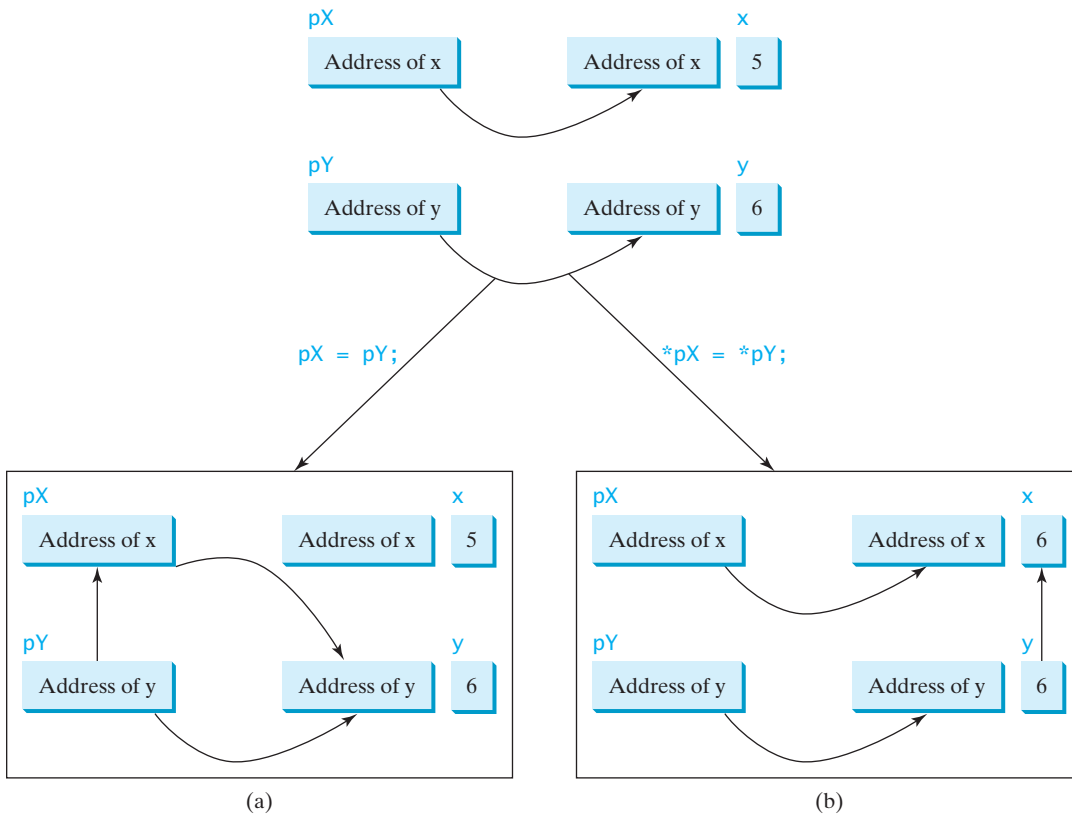 pX x
Address of x Address of x 5
pY y
Address of y Address of y 6
pX = pY; *pX = *pY;
pX x
Address of x Address of x 5
pY y
Address of y Address of y 6
(a)
pX x
Address of x Address of x 6
pY y
Address of y Address of y 6
(b)